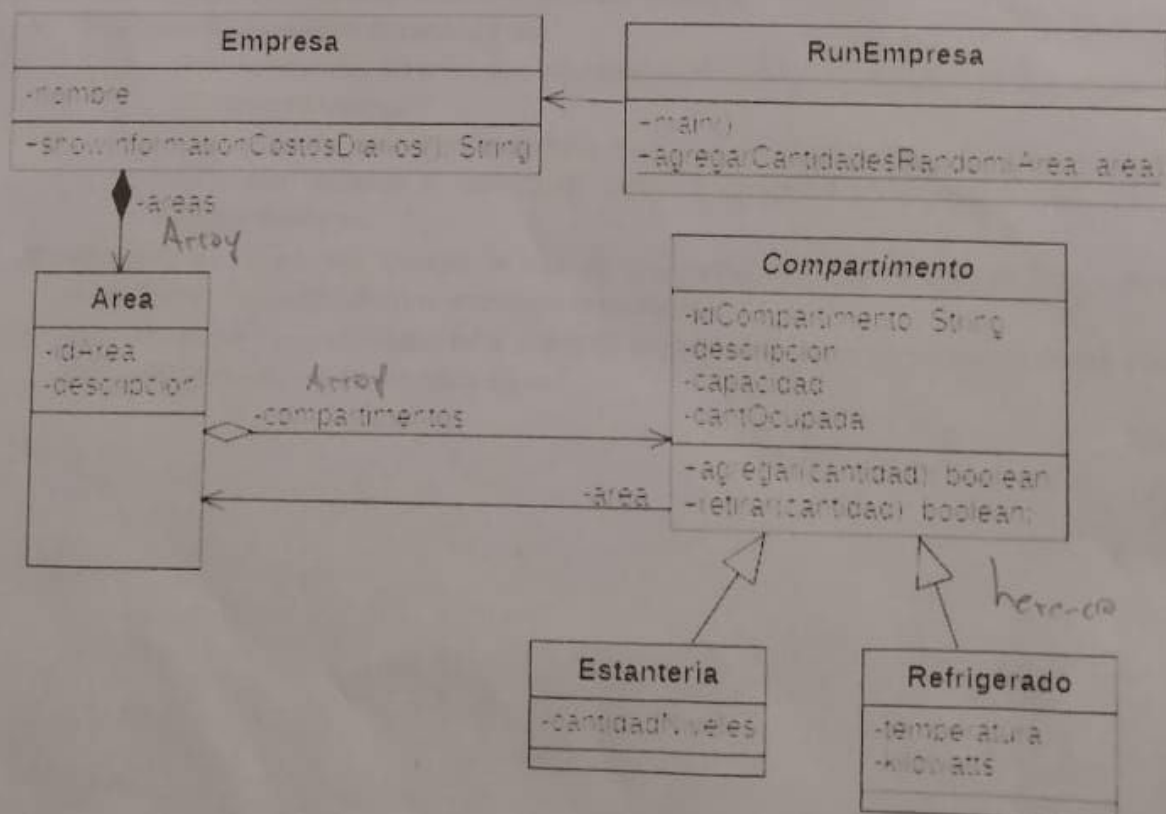 Empresa
-nombre
+showInformationCostosDiarios(): String
RunEmpresa
+main()
+agregarCantidadesRandom(Area: area)
-areas
Array
Area
-idArea
-descripcion
Array
-compartimentos
-area
Compartimento
-idCompartimento: String
-descripcion
-capacidad
-cantOcupada
+agregar(cantidad): boolean
+retirar(cantidad): boolean;
herencia
Estanteria
-cantidadNiveles
Refrigerado
-temperatura
-kilowatts